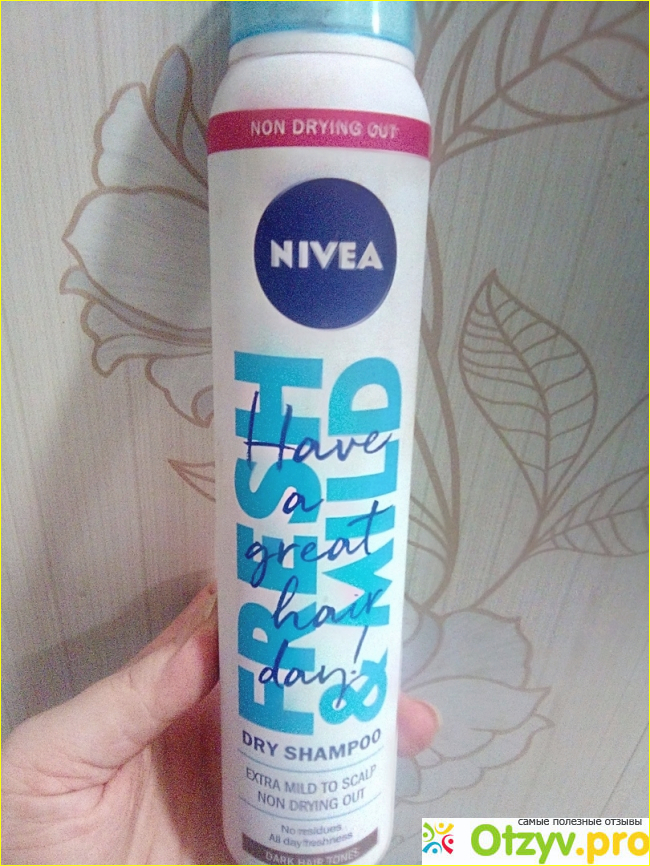 NON DRYING OUT
NIVEA
FRESH
& MILD
Have
a
great
hair
day!
DRY SHAMPOO
EXTRA MILD TO SCALP
NON DRYING OUT
No residues
All day freshness
DARK HAIR TONES
самые полезные отзывы
Otzyv.pro